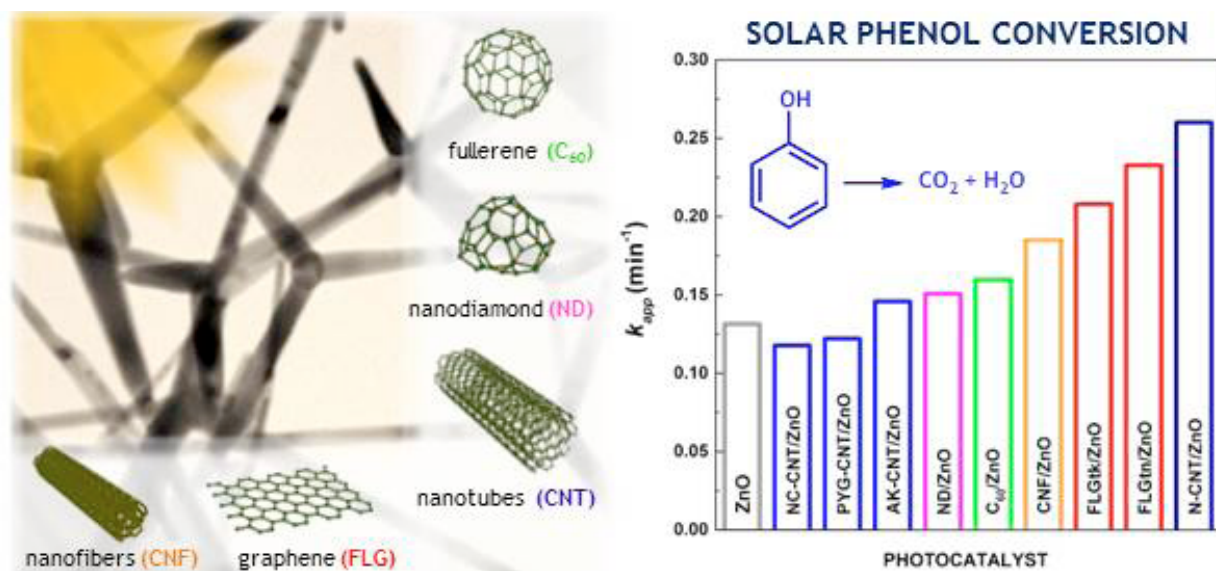 fullerene (C₆₀)
nanodiamond (ND)
nanotubes (CNT)
nanofibers (CNF)
graphene (FLG)
SOLAR PHENOL CONVERSION
0.30
0.25
0.20
0.15
0.10
0.05
0.00
k_app (min⁻¹)
OH
CO₂ + H₂O
ZnO
NC-CNT/ZnO
PYG-CNT/ZnO
AK-CNT/ZnO
ND/ZnO
C₆₀/ZnO
CNF/ZnO
FLGtk/ZnO
FLGtn/ZnO
N-CNT/ZnO
PHOTOCATALYST